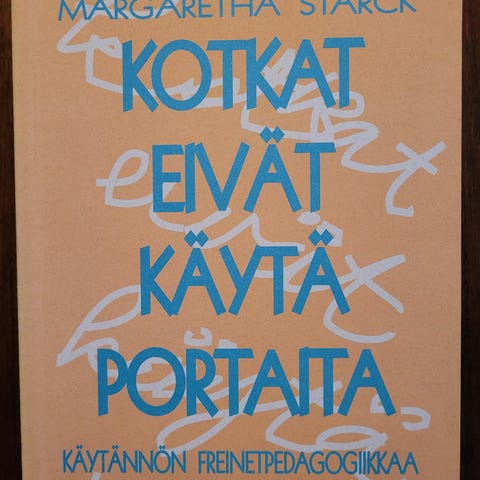 MARGARETHA STARCK
KOTKAT
EIVÄT
KÄYTÄ
PORTAITA
KÄYTÄNNÖN FREINETPEDAGOGIIKKAA